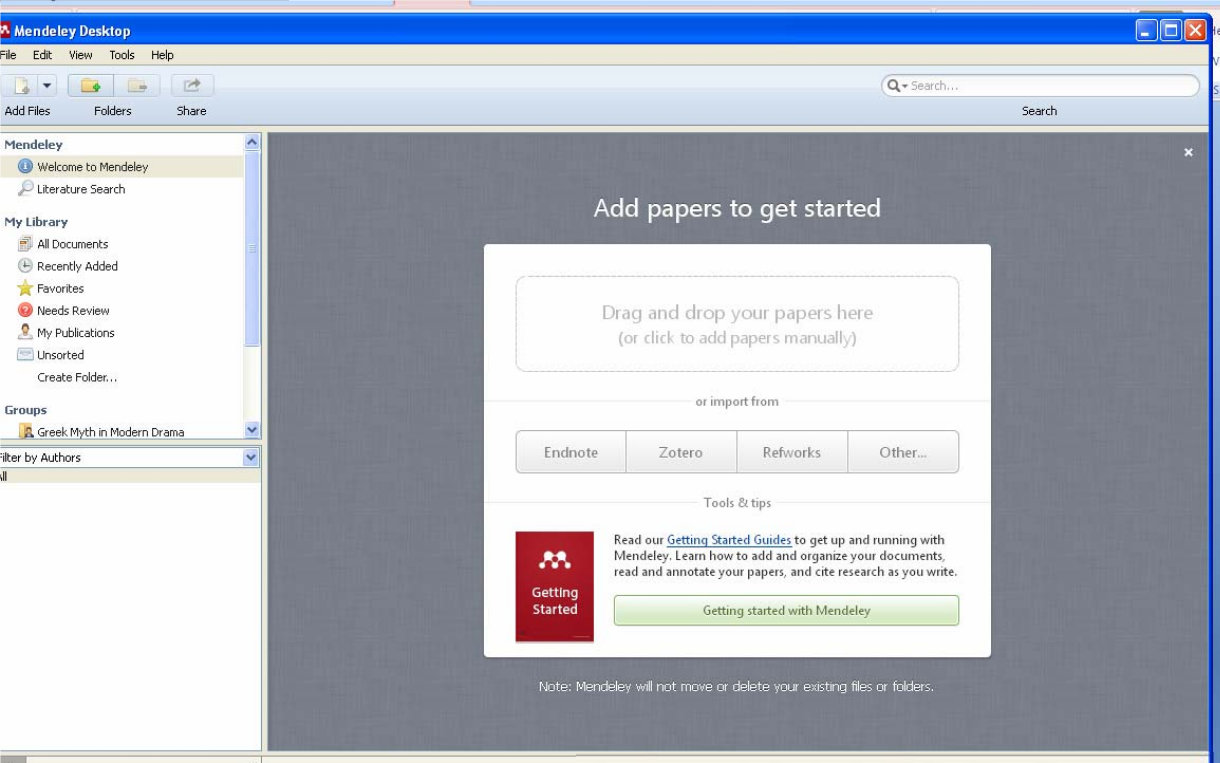 Mendeley Desktop
File Edit View Tools Help
Search...
Add Files Folders Share Search
Mendeley
Welcome to Mendeley
Literature Search
My Library
All Documents
Recently Added
Favorites
Needs Review
My Publications
Unsorted
Create Folder...
Groups
Greek Myth in Modern Drama
Filter by Authors
All
Add papers to get started
Drag and drop your papers here
(or click to add papers manually)
or import from
Endnote Zotero Refworks Other...
Tools & tips
Getting
Started
Read our Getting Started Guides to get up and running with
Mendeley. Learn how to add and organize your documents,
read and annotate your papers, and cite research as you write.
Getting started with Mendeley
Note: Mendeley will not move or delete your existing files or folders.